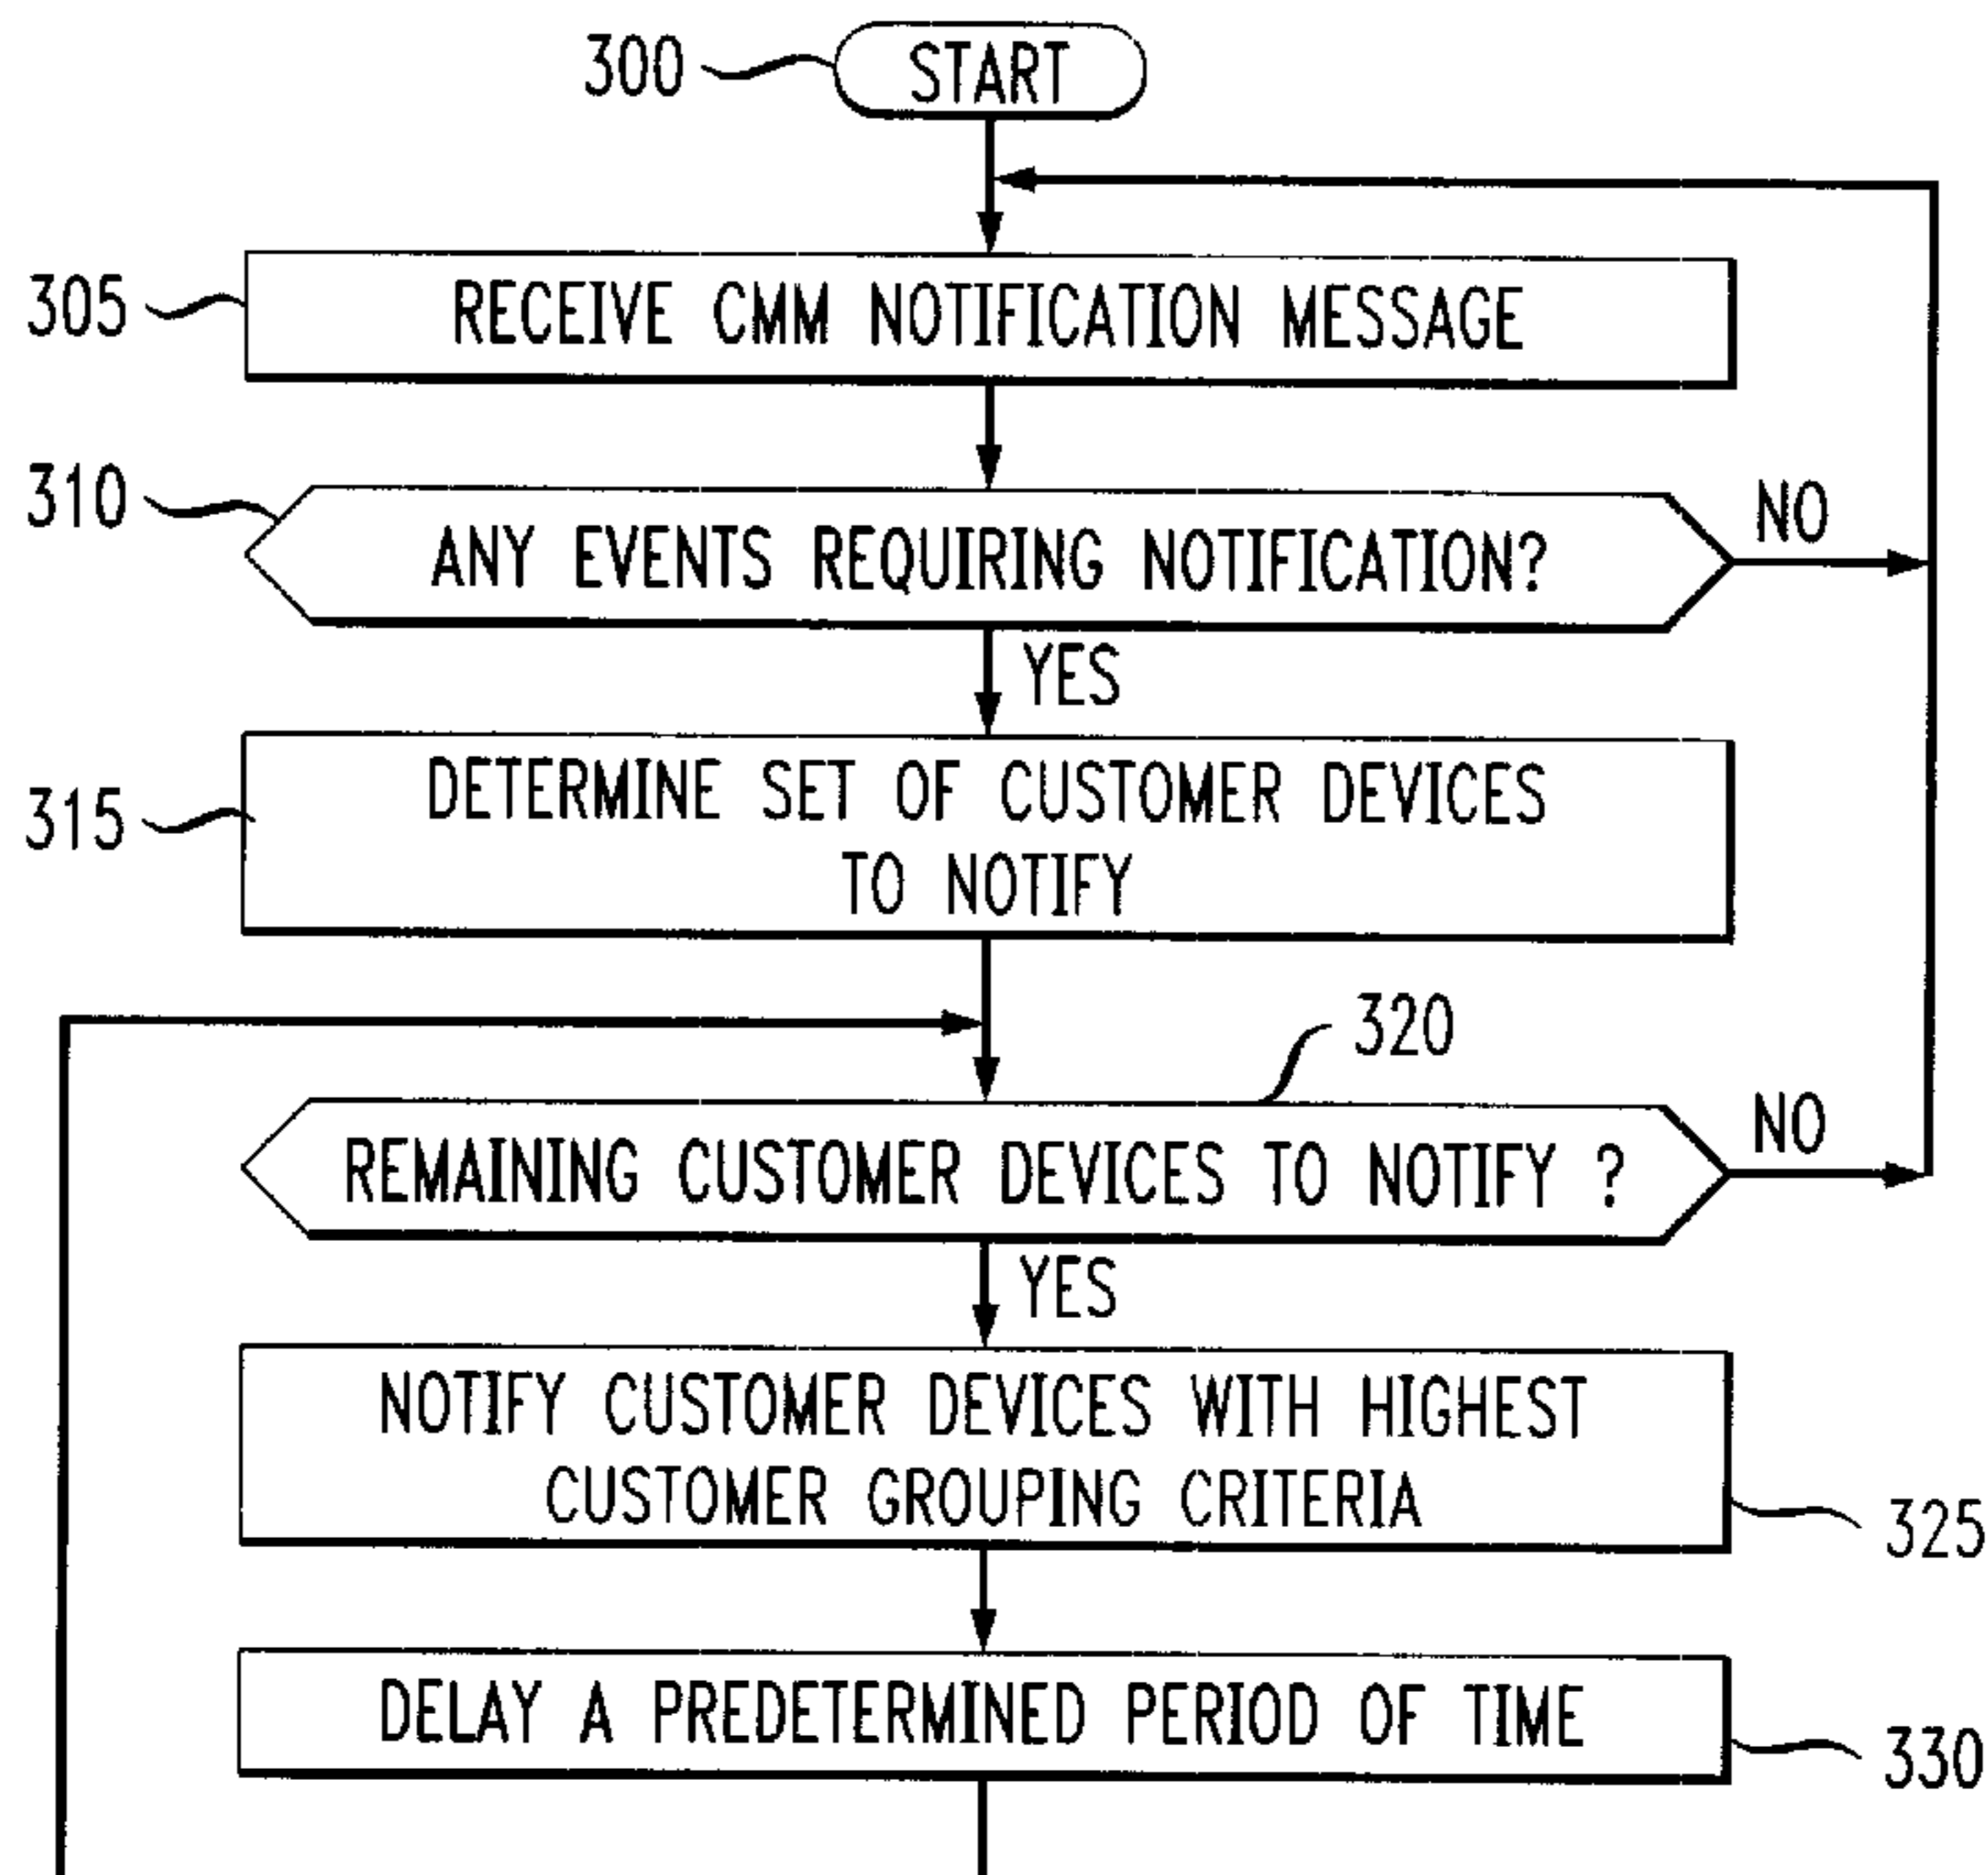 300
START
305
RECEIVE CMM NOTIFICATION MESSAGE
310
ANY EVENTS REQUIRING NOTIFICATION?
NO
YES
315
DETERMINE SET OF CUSTOMER DEVICES
TO NOTIFY
320
REMAINING CUSTOMER DEVICES TO NOTIFY ?
NO
YES
NOTIFY CUSTOMER DEVICES WITH HIGHEST
CUSTOMER GROUPING CRITERIA
325
DELAY A PREDETERMINED PERIOD OF TIME
330